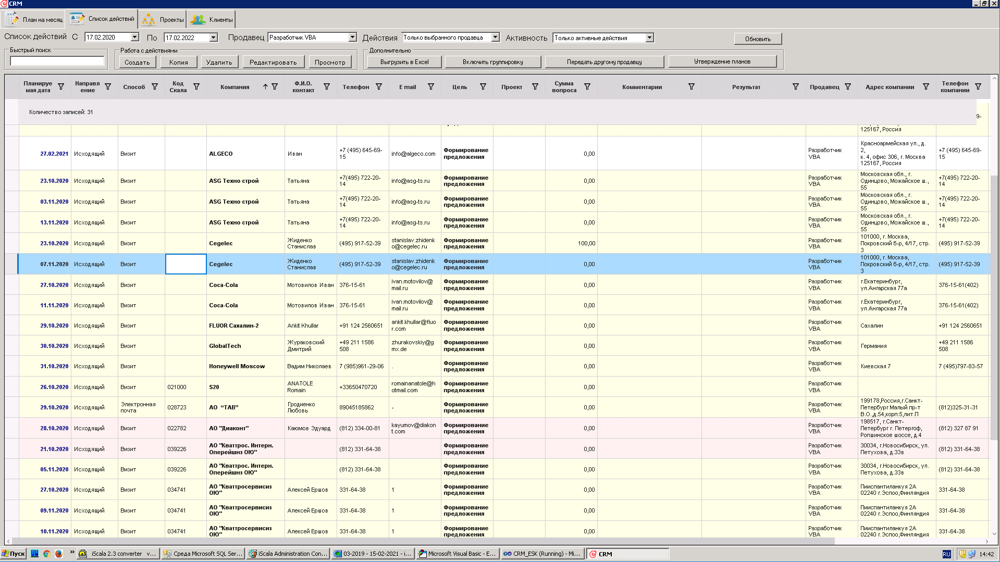 CRM
План на месяц
Список действий
Проекты
Клиенты
Список действий С 17.02.2020 По 17.02.2022 Продавец Разработчик VBA Действия Только выбранного продавца Активность Только активные действия Обновить
Быстрый поиск
Работа с действиями
Создать Копия Удалить Редактировать Просмотр
Дополнительно
Выгрузить в Excel Включить группировку Передать другому продавцу Утверждение планов
Планируемая дата Направление Способ Код Скала Компания Ф.И.О. контакт Телефон E mail Цель Проект Сумма вопроса Комментарии Результат Продавец Адрес компании Телефон компании
Количество записей: 31
9-
125167, Россия
27.02.2021 Исходящий Визит ALGECO Иван +7 (495) 645-69-15 info@algeco.com Формирование предложения 0,00 Разработчик VBA Красноармейская ул., д. 2, к. 4, офис 306, г. Москва 125167, Россия +7 (495) 645-69-15
23.10.2020 Исходящий Визит ASG Техно строй Татьяна +7(495) 722-20-14 info@asg-ts.ru Формирование предложения 0,00 Разработчик VBA Московская обл., г. Одинцово, Можайское ш., 55 +7(495) 722-20-14
03.11.2020 Исходящий Визит ASG Техно строй Татьяна +7(495) 722-20-14 info@asg-ts.ru Формирование предложения 0,00 Разработчик VBA Московская обл., г. Одинцово, Можайское ш., 55 +7(495) 722-20-14
13.11.2020 Исходящий Визит ASG Техно строй Татьяна +7(495) 722-20-14 info@asg-ts.ru Формирование предложения 0,00 Разработчик VBA Московская обл., г. Одинцово, Можайское ш., 55 +7(495) 722-20-14
23.10.2020 Исходящий Визит Cegelec Жиденко Станислав (495) 917-52-39 stanislav.zhidenko@cegelec.ru Формирование предложения 100,00 Разработчик VBA 101000, г. Москва, Покровский б-р, 4/17, стр. 3 (495) 917-52-39
07.11.2020 Исходящий Визит Cegelec Жиденко Станислав (495) 917-52-39 stanislav.zhidenko@cegelec.ru Формирование предложения 0,00 Разработчик VBA 101000, г. Москва, Покровский б-р, 4/17, стр. 3 (495) 917-52-39
27.10.2020 Исходящий Визит Coca-Cola Мотовилов Иван 376-15-61 ivan.motovilov@mail.ru Формирование предложения 0,00 Разработчик VBA г.Екатеринбург, ул.Ангарская 77а 376-15-61(402)
11.11.2020 Исходящий Визит Coca-Cola Мотовилов Иван 376-15-61 ivan.motovilov@mail.ru Формирование предложения 0,00 Разработчик VBA г.Екатеринбург, ул.Ангарская 77а 376-15-61(402)
29.10.2020 Исходящий Визит FLUOR Сахалин-2 Ankit Khullar +91 124 2560651 ankit.khullar@fluor.com Формирование предложения 0,00 Разработчик VBA Сахалин +91 124 2560651
30.10.2020 Исходящий Визит GlobalTech Жураковский Дмитрий +49 211 1586 508 zhurakovskiy@gmx.de Формирование предложения 0,00 Разработчик VBA Германия +49 211 1586 508
31.10.2020 Исходящий Визит Honeywell Moscow Вадим Николаев 7 (985)961-29-06 . Формирование предложения 0,00 Разработчик VBA Киевская 7 7 (495)797-83-57
26.10.2020 Исходящий Визит 021000 S20 ANATOLE Romain +33650470720 romainanatole@hotmail.com Формирование предложения 0,00 Разработчик VBA
29.10.2020 Исходящий Электронная почта 028723 АО “ТАВ” Гродиенко Любовь 89045185862 - Формирование предложения 0,00 Разработчик VBA 199178,Россия,г.Санкт-Петербург Малый пр-т В.О.,д.54,корп.5,лит.П (812)325-31-31
28.10.2020 Исходящий Визит 022782 АО "Диаконт" Каюмов Эдуард (812) 334-00-81 kayumov@diakont.com Формирование предложения 0,00 Разработчик VBA 198517, г.Санкт-Петербург г. Петергоф, Ропшинское шоссе, д.4 (812) 327 87 91
21.10.2020 Исходящий Визит 039226 АО "Кваттрос. Интерн. Оперейшнз ОЮ" (812) 331-64-38 Формирование предложения 0,00 Разработчик VBA 30034, г.Новосибирск, ул. Петухова, д.33в (812) 331-64-38
05.11.2020 Исходящий Визит 039226 АО "Кваттрос. Интерн. Оперейшнз ОЮ" (812) 331-64-38 Формирование предложения 0,00 Разработчик VBA 30034, г.Новосибирск, ул. Петухова, д.33в (812) 331-64-38
27.10.2020 Исходящий Визит 034741 АО "Кваттросервисиз ОЮ" Алексей Ершов 331-64-38 1 Формирование предложения 0,00 Разработчик VBA Пииспантиланкуя 2А 02240 г.Эспоо,Финляндия 331-64-38
09.11.2020 Исходящий Визит 034741 АО "Кваттросервисиз ОЮ" Алексей Ершов 331-64-38 1 Формирование предложения 0,00 Разработчик VBA Пииспантиланкуя 2А 02240 г.Эспоо,Финляндия 331-64-38
10.11.2020 Исходящий Визит 034741 АО "Кваттросервисиз ОЮ" Алексей Ершов 331-64-38 1 Формирование предложения 0,00 Разработчик VBA Пииспантиланкуя 2А 02240 г.Эспоо,Финляндия 331-64-38
Пуск » iScala 2.3 converter v... Среда Microsoft SQL Ser... iScala Administration Con... 03-2019 - 15-02-2021 - i... Microsoft Visual Basic - E... CRM_ESK (Running) - Mi... CRM RU 14:42